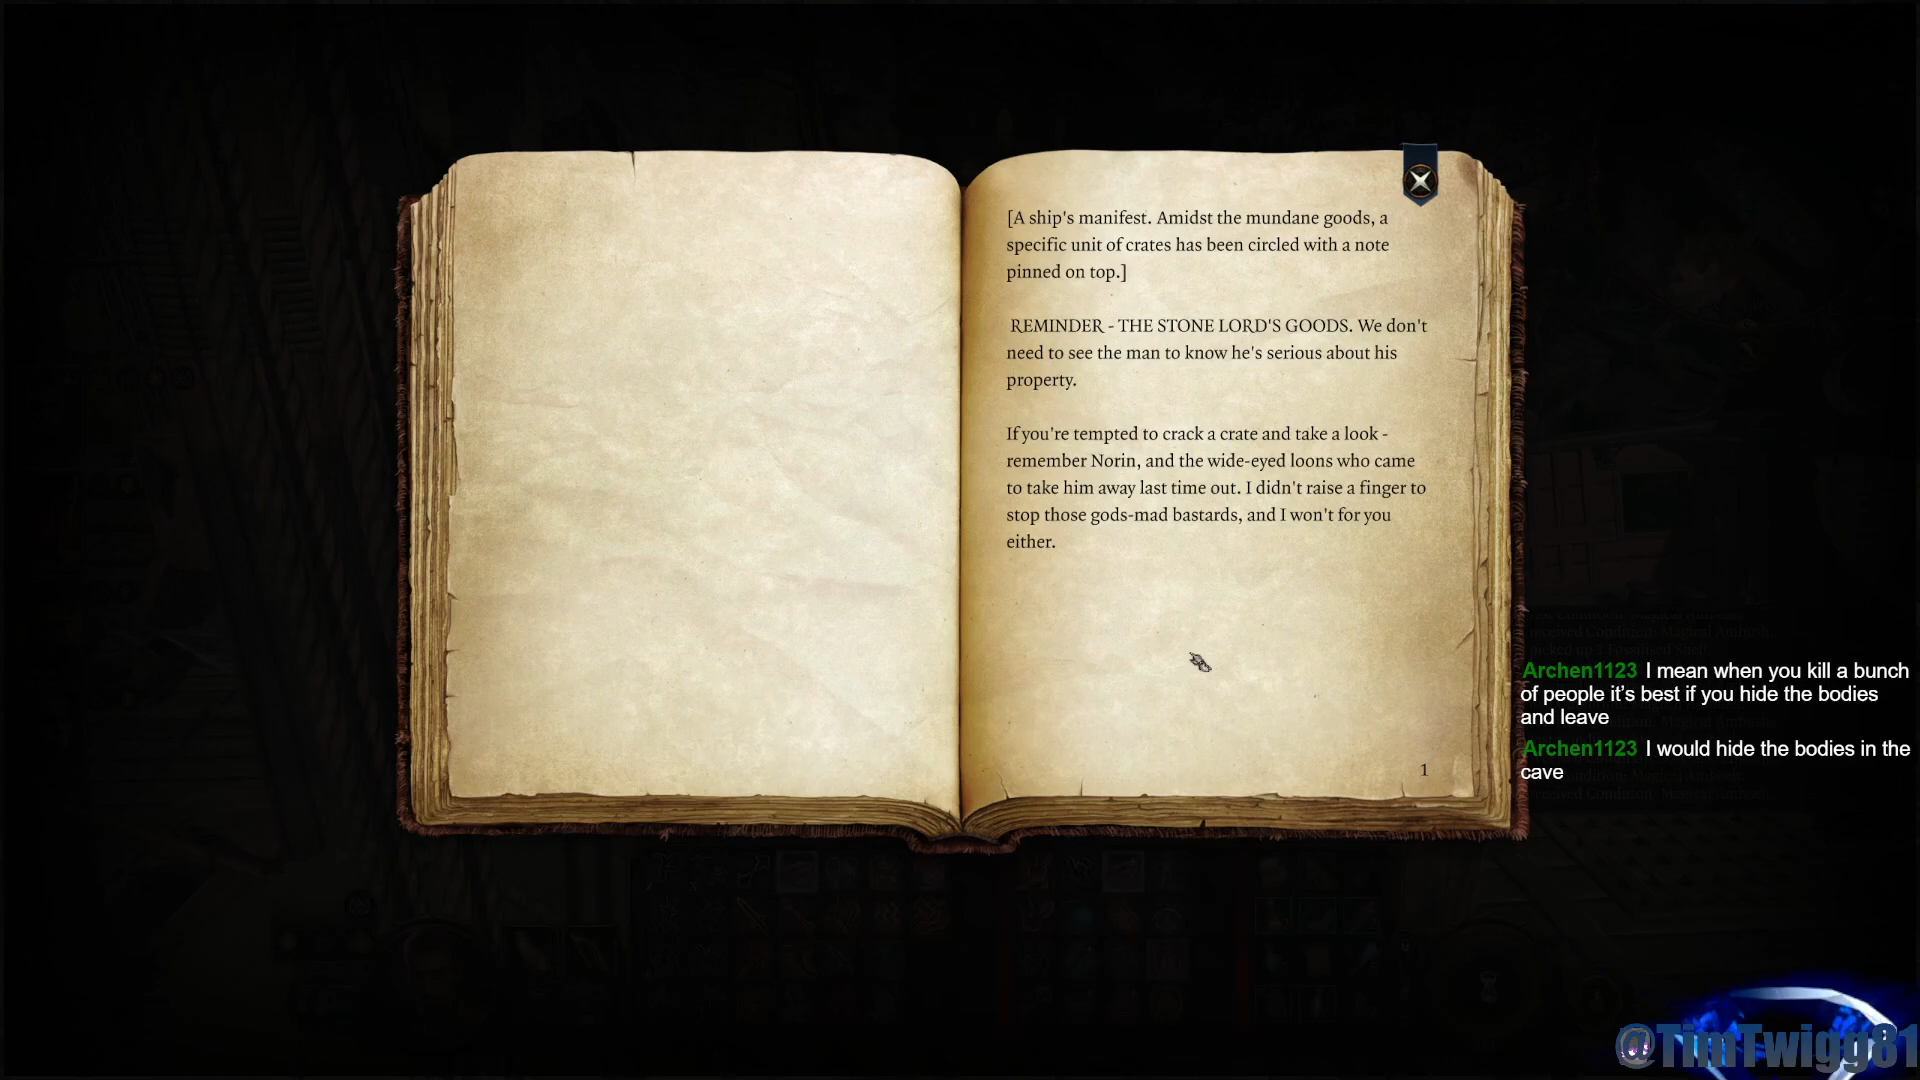 [A ship's manifest. Amidst the mundane goods, a
specific unit of crates has been circled with a note
pinned on top.]
REMINDER - THE STONE LORD'S GOODS. We don't
need to see the man to know he's serious about his
property.
If you're tempted to crack a crate and take a look -
remember Norin, and the wide-eyed loons who came
to take him away last time out. I didn't raise a finger to
stop those gods-mad bastards, and I won't for you
either.
1
Archen1123 I mean when you kill a bunch
of people it's best if you hide the bodies
and leave
Archen1123 I would hide the bodies in the
cave
@TimTwigg81